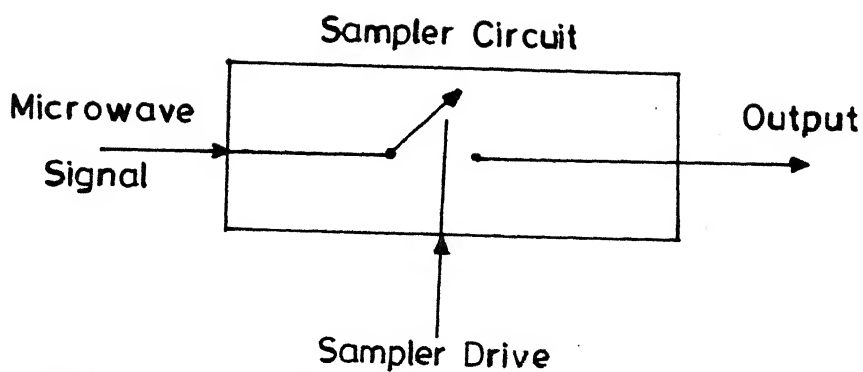 Sampler Circuit
Microwave
Signal
Output
Sampler Drive